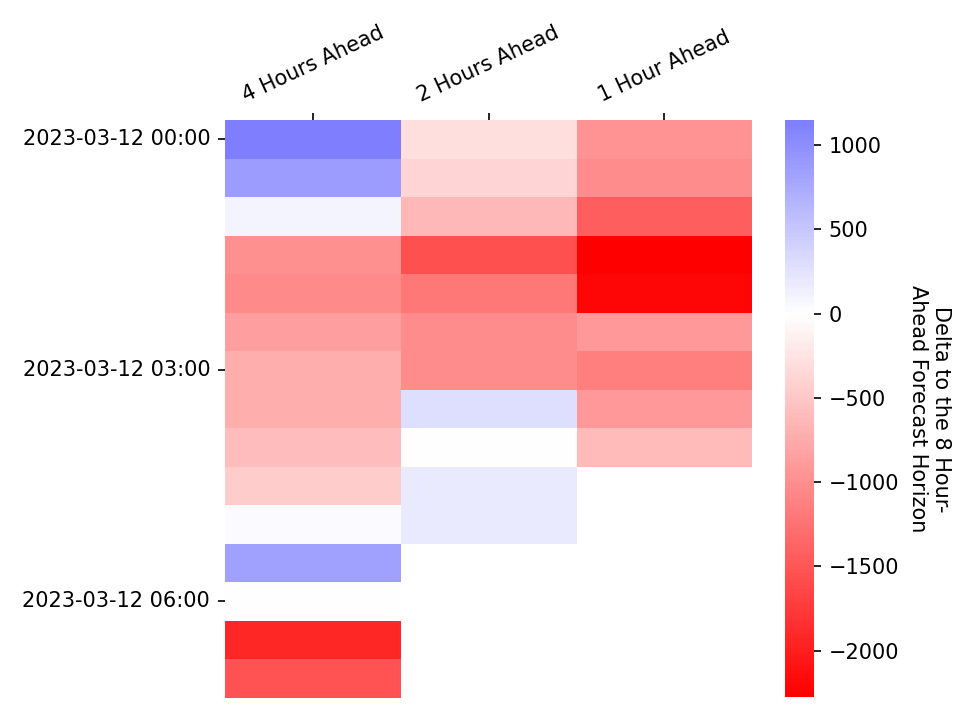 4 Hours Ahead
2 Hours Ahead
1 Hour Ahead
2023-03-12 00:00
2023-03-12 03:00
2023-03-12 06:00
1000
500
0
−500
−1000
−1500
−2000
Delta to the 8 Hour-
Ahead Forecast Horizon